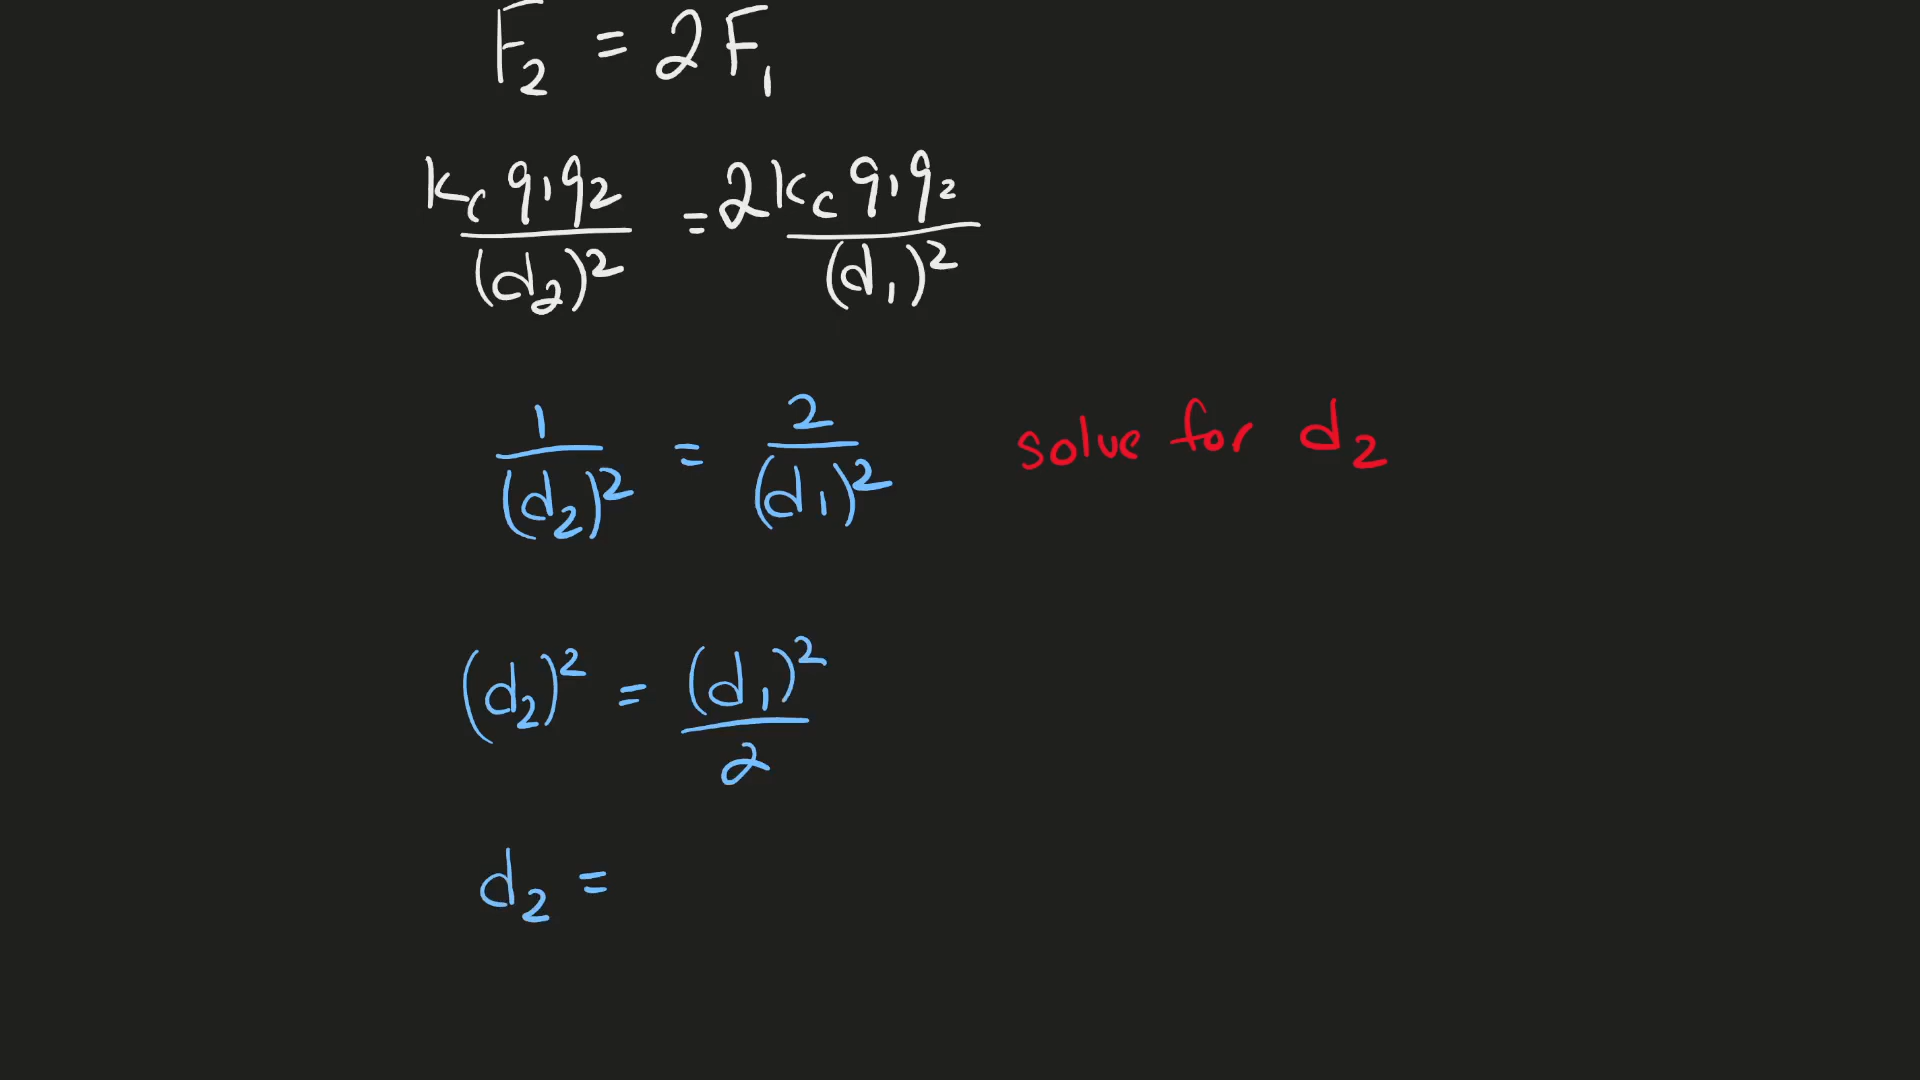 F₂ = 2F₁
k_c q₁q₂/(d₂)² = 2k_c q₁q₂/(d₁)²
1/(d₂)² = 2/(d₁)² solve for d₂
(d₂)² = (d₁)²/2
d₂ =